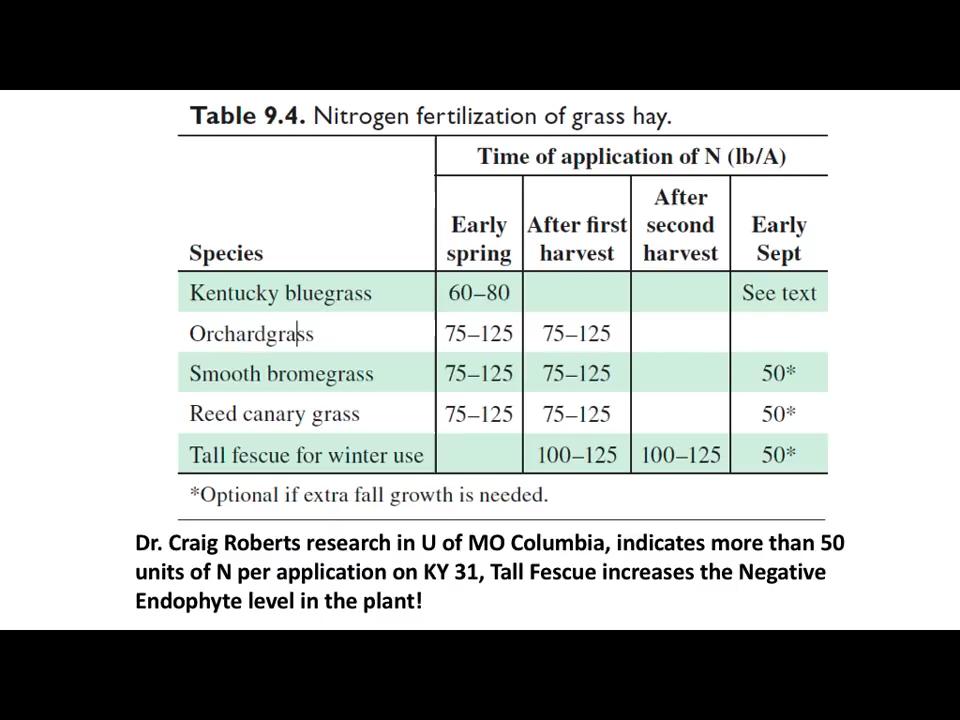 Table 9.4. Nitrogen fertilization of grass hay.
Time of application of N (lb/A)
Species Early spring After first harvest After second harvest Early Sept
Kentucky bluegrass 60–80 See text
Orchardgrass 75–125 75–125
Smooth bromegrass 75–125 75–125 50*
Reed canary grass 75–125 75–125 50*
Tall fescue for winter use 100–125 100–125 50*
*Optional if extra fall growth is needed.
Dr. Craig Roberts research in U of MO Columbia, indicates more than 50
units of N per application on KY 31, Tall Fescue increases the Negative
Endophyte level in the plant!